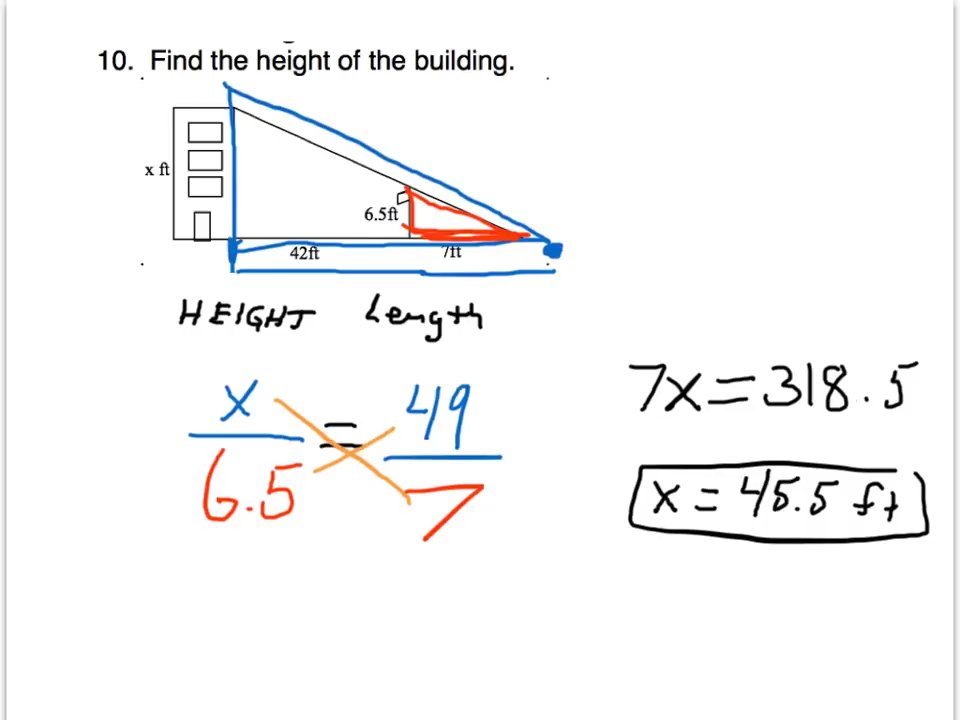 10. Find the height of the building.
x ft
6.5ft
42ft
7ft
HEIGHT Length
x = 49
6.5 7
7x = 318.5
x = 45.5 ft